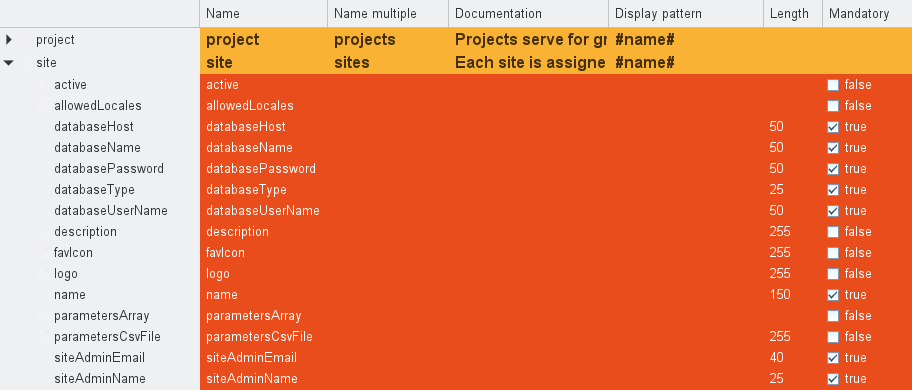 Name Name multiple Documentation Display pattern Length Mandatory
project project projects Projects serve for gr #name#
site site sites Each site is assigne #name#
active active false
allowedLocales allowedLocales false
databaseHost databaseHost 50 true
databaseName databaseName 50 true
databasePassword databasePassword 50 true
databaseType databaseType 25 true
databaseUserName databaseUserName 50 true
description description 255 false
favIcon favIcon 255 false
logo logo 255 false
name name 150 true
parametersArray parametersArray false
parametersCsvFile parametersCsvFile 255 false
siteAdminEmail siteAdminEmail 40 true
siteAdminName siteAdminName 25 true